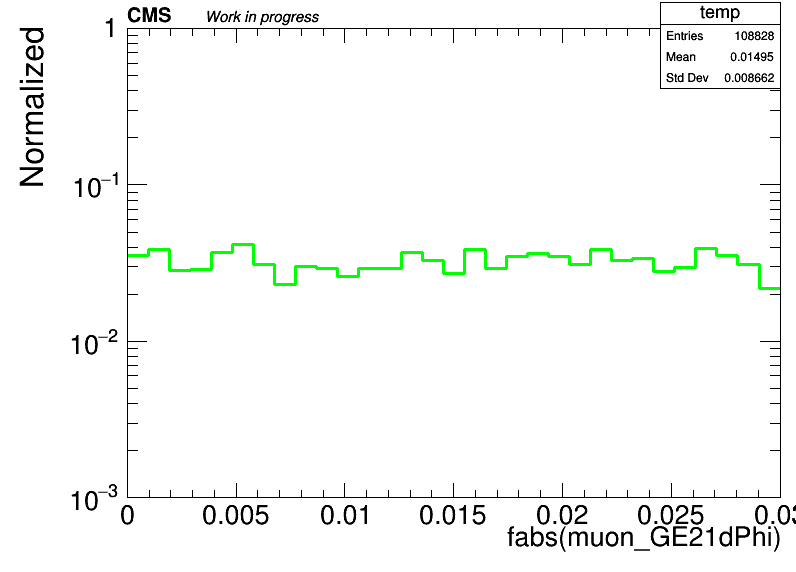 CMS Work in progress
temp
Entries 108828
Mean 0.01495
Std Dev 0.008662
Normalized
1
10−1
10−2
10−3
0 0.005 0.01 0.015 0.02 0.025 0.03
fabs(muon_GE21dPhi)